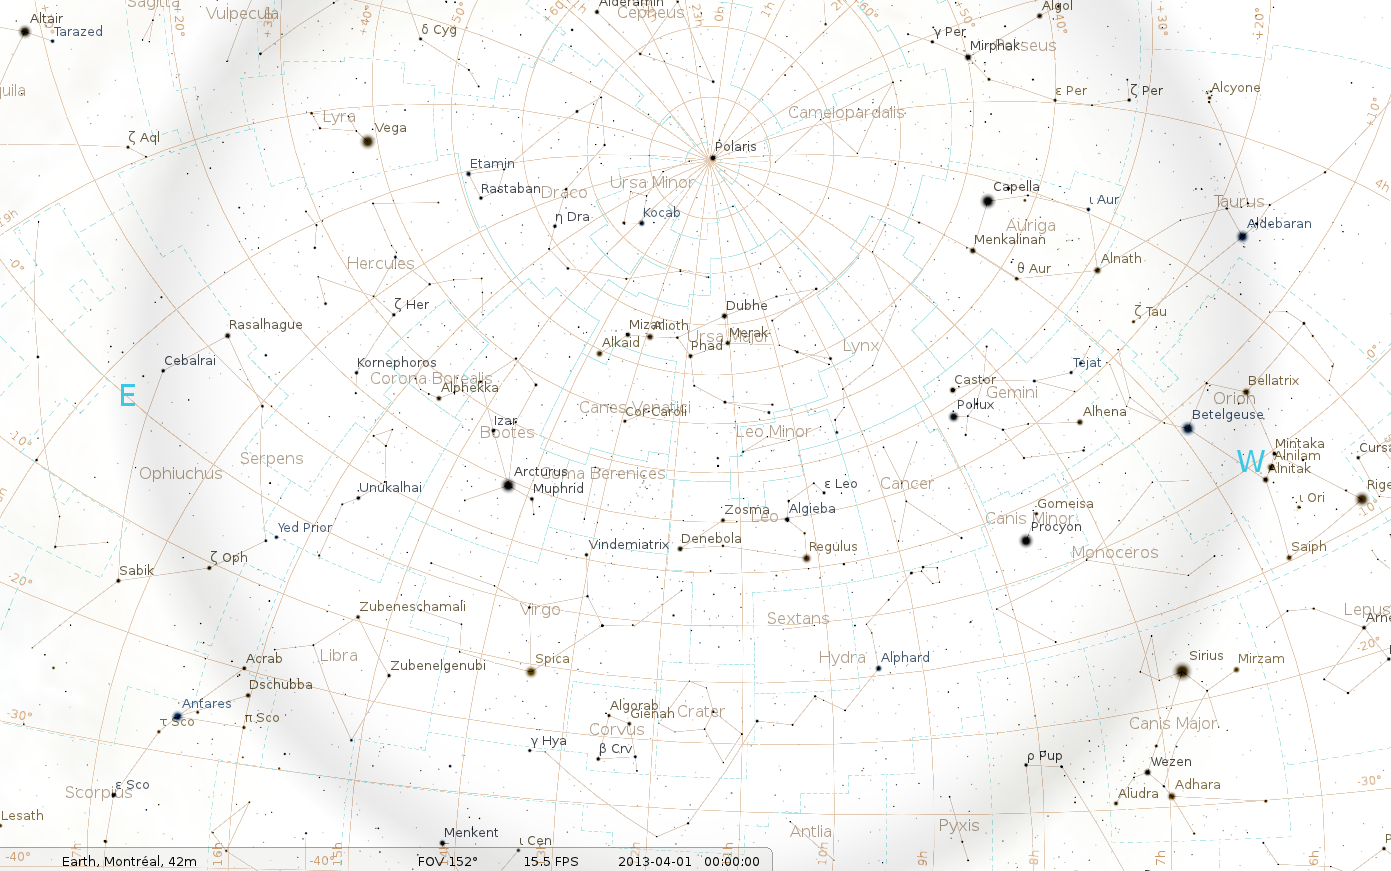 Sagitta
Vulpecula
Cepheus
Alderamin
Algol
Altair
Tarazed
δ Cyg
γ Per
Mirphak
Perseus
ε Per
ζ Per
Alcyone
+20°
+30°
+40°
+50°
+60°
23h
0h
1h
2h
+60°
+50°
+40°
+30°
+20°
+10°
Lyra
Vega
Camelopardalis
ζ Aql
Polaris
Etamin
Rastaban
Draco
Ursa Minor
η Dra
Kocab
Capella
ι Aur
Auriga
Menkalinan
Taurus
Aldebaran
4h
19h
0°
Hercules
θ Aur
Alnath
ζ Her
Rasalhague
Dubhe
ζ Tau
Mizar
Alioth
Alkaid
Ursa Major
Merak
Phad
Lynx
0°
Cebalrai
Kornephoros
Corona Borealis
Alphekka
Tejat
Castor
Pollux
Gemini
Bellatrix
Orion
Betelgeuse
E
Canes Venatici
Cor Caroli
Izar
Bootes
Leo Minor
Alhena
-10°
Ophiuchus
Serpens
Arcturus
Coma Berenices
Muphrid
Unukalhai
ε Leo
Cancer
W
Mintaka
Alnilam
Alnitak
ι Ori
-10°
Yed Prior
Zosma
Leo
Algieba
Gomeisa
Canis Minor
Procyon
Vindemiatrix
Denebola
Regulus
Monoceros
Saiph
Sabik
ζ Oph
-20°
Zubeneschamali
Virgo
Sextans
Acrab
Libra
Zubenelgenubi
Spica
Hydra
Alphard
Sirius
Mirzam
-20°
Dschubba
Antares
τ Sco
π Sco
-30°
Algorab
Gienah
Crater
Corvus
γ Hya
β Crv
Canis Major
ρ Pup
Wezen
Aludra
Adhara
-30°
ε Sco
Scorpius
Lesath
Menkent
ι Cen
Antlia
Pyxis
-40°
17h
16h
-40°
15h
12h
11h
10h
9h
8h
7h
6h
Earth, Montréal, 42m
FOV 152°
15.5 FPS
2013-04-01 00:00:00